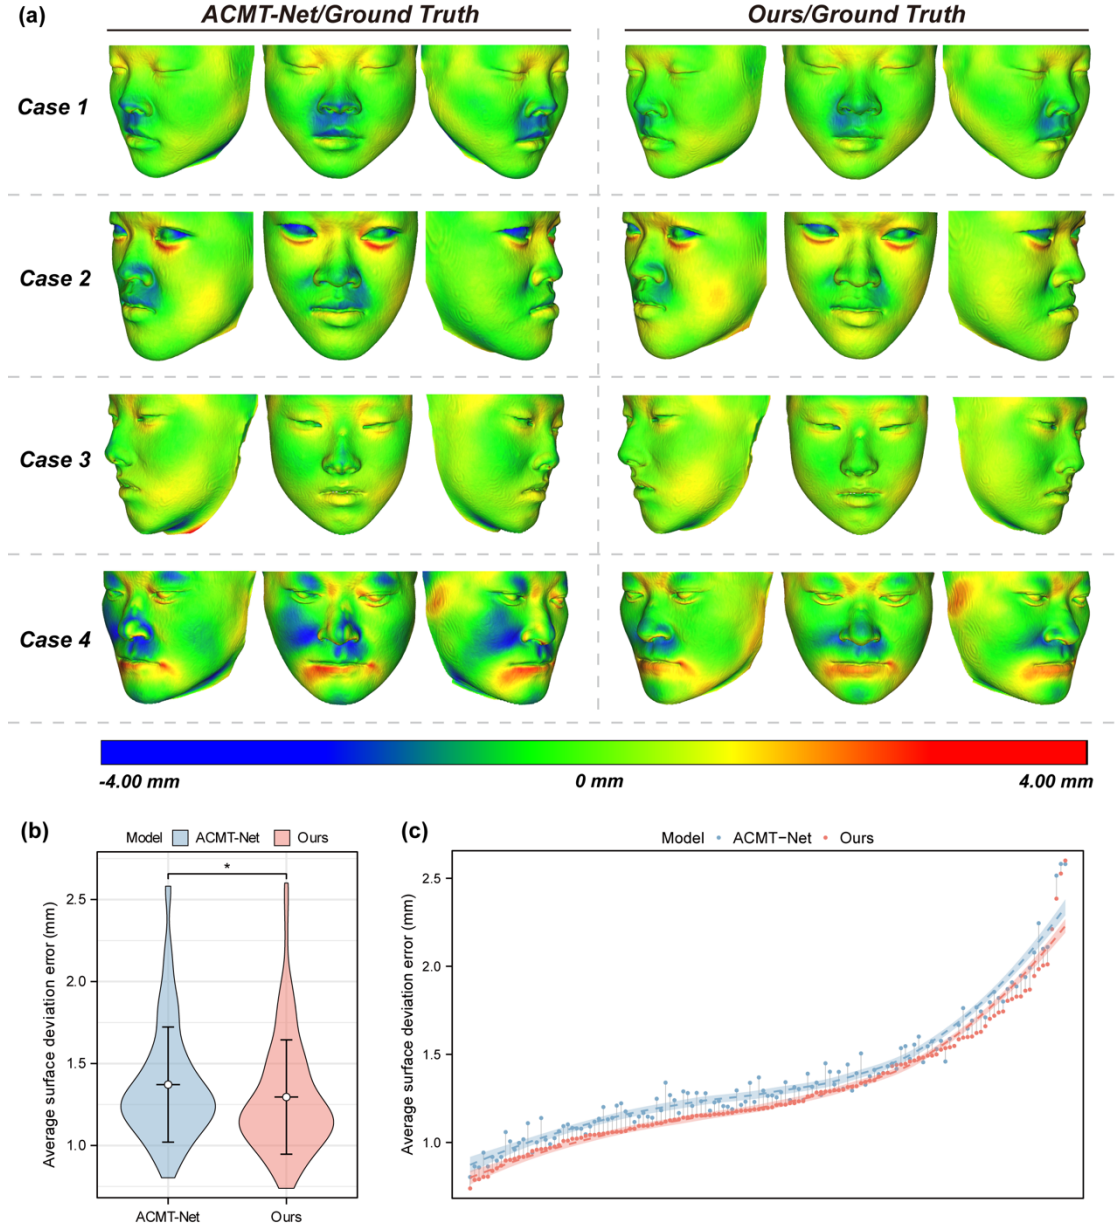 (a)
ACMT-Net/Ground Truth
Ours/Ground Truth
Case 1
Case 2
Case 3
Case 4
-4.00 mm
0 mm
4.00 mm
(b)
Model ACMT-Net Ours
*
Average surface deviation error (mm)
2.5
2.0
1.5
1.0
ACMT-Net
Ours
(c)
Model ACMT−Net Ours
Average surface deviation error (mm)
2.5
2.0
1.5
1.0